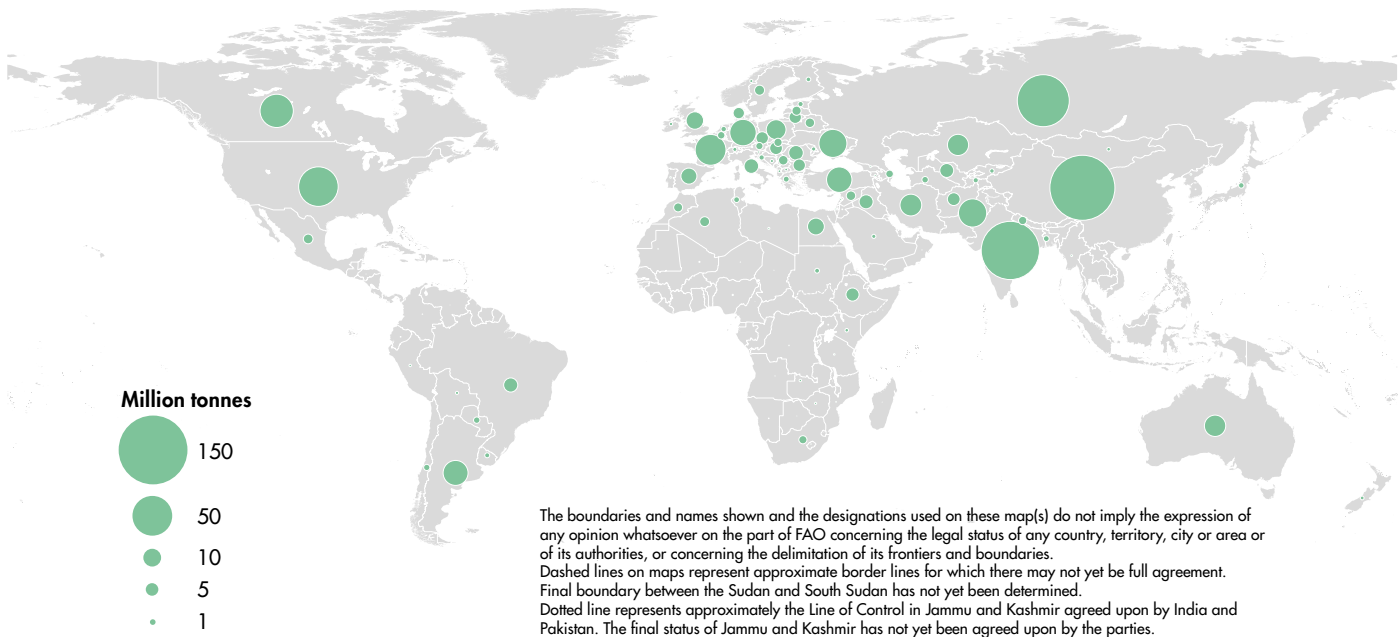 Million tonnes
150
50
10
5
1
The boundaries and names shown and the designations used on these map(s) do not imply the expression of
any opinion whatsoever on the part of FAO concerning the legal status of any country, territory, city or area or
of its authorities, or concerning the delimitation of its frontiers and boundaries.
Dashed lines on maps represent approximate border lines for which there may not yet be full agreement.
Final boundary between the Sudan and South Sudan has not yet been determined.
Dotted line represents approximately the Line of Control in Jammu and Kashmir agreed upon by India and
Pakistan. The final status of Jammu and Kashmir has not yet been agreed upon by the parties.